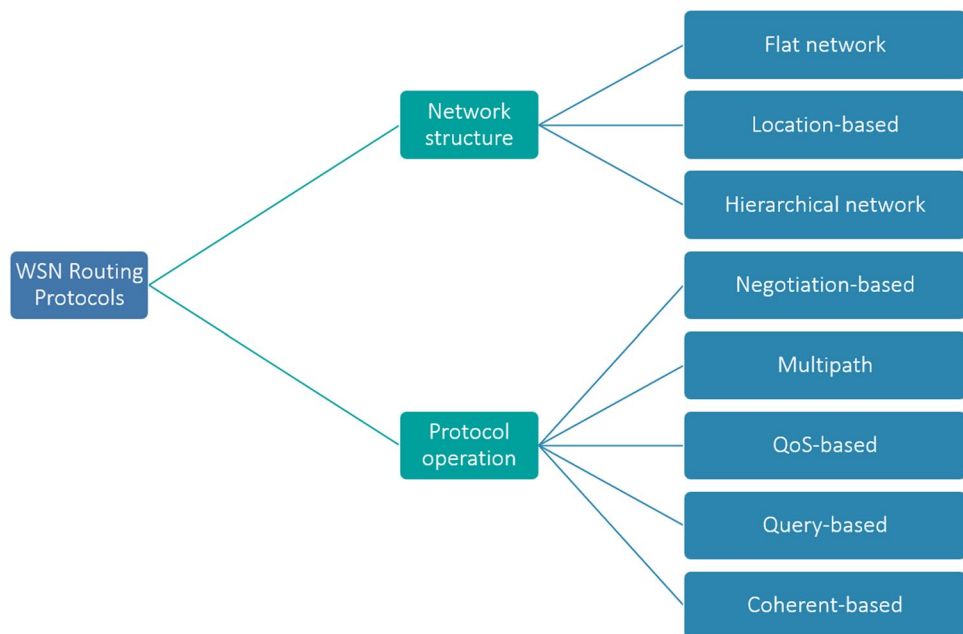 Flat network
Network
structure
Location-based
Hierarchical network
WSN Routing
Protocols
Negotiation-based
Multipath
Protocol
operation
QoS-based
Query-based
Coherent-based